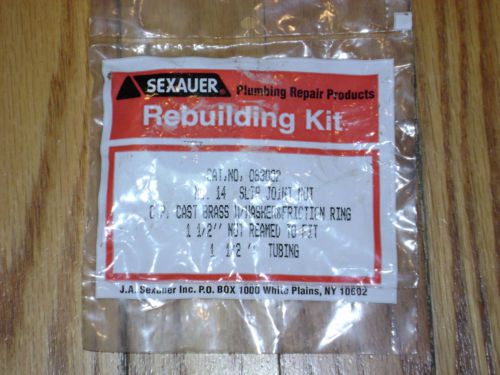 SEXAUER®
Plumbing Repair Products
Rebuilding Kit
CAT.NO. 063002
NO. 14 SLIP JOINT NUT
C.P. CAST BRASS W/WASHER&FRICTION RING
1 1/2'' NUT REAMED TO FIT
1 1/2 '' TUBING
J.A. Sexauer Inc. P.O. BOX 1000 White Plains, NY 10602